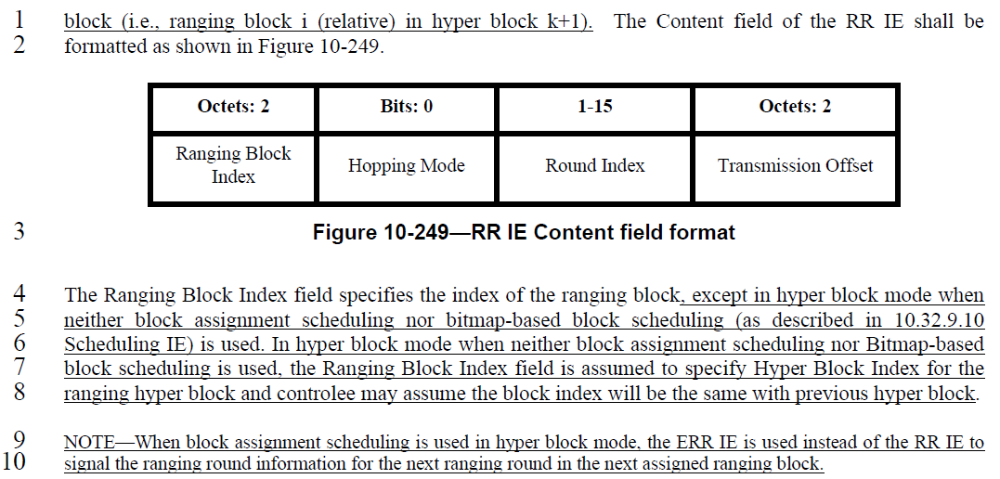 1 block (i.e., ranging block i (relative) in hyper block k+1). The Content field of the RR IE shall be
2 formatted as shown in Figure 10-249.
Octets: 2 Bits: 0 1-15 Octets: 2
Ranging Block Index Hopping Mode Round Index Transmission Offset
3 Figure 10-249—RR IE Content field format
4 The Ranging Block Index field specifies the index of the ranging block, except in hyper block mode when
5 neither block assignment scheduling nor bitmap-based block scheduling (as described in 10.32.9.10
6 Scheduling IE) is used. In hyper block mode when neither block assignment scheduling nor Bitmap-based
7 block scheduling is used, the Ranging Block Index field is assumed to specify Hyper Block Index for the
8 ranging hyper block and controlee may assume the block index will be the same with previous hyper block.
9 NOTE—When block assignment scheduling is used in hyper block mode, the ERR IE is used instead of the RR IE to
10 signal the ranging round information for the next ranging round in the next assigned ranging block.